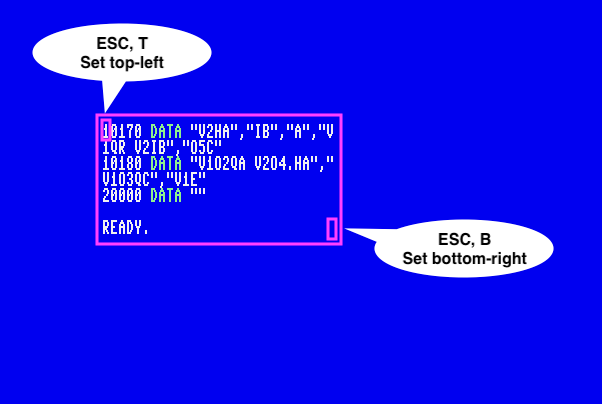 ESC, T
Set top-left
10170 DATA "V2HA","IB","A","V
1QR V2IB","O5C"
10180 DATA "V1O2QA V2O4.HA","
V1O3QC","V1E"
20000 DATA ""
READY.
ESC, B
Set bottom-right